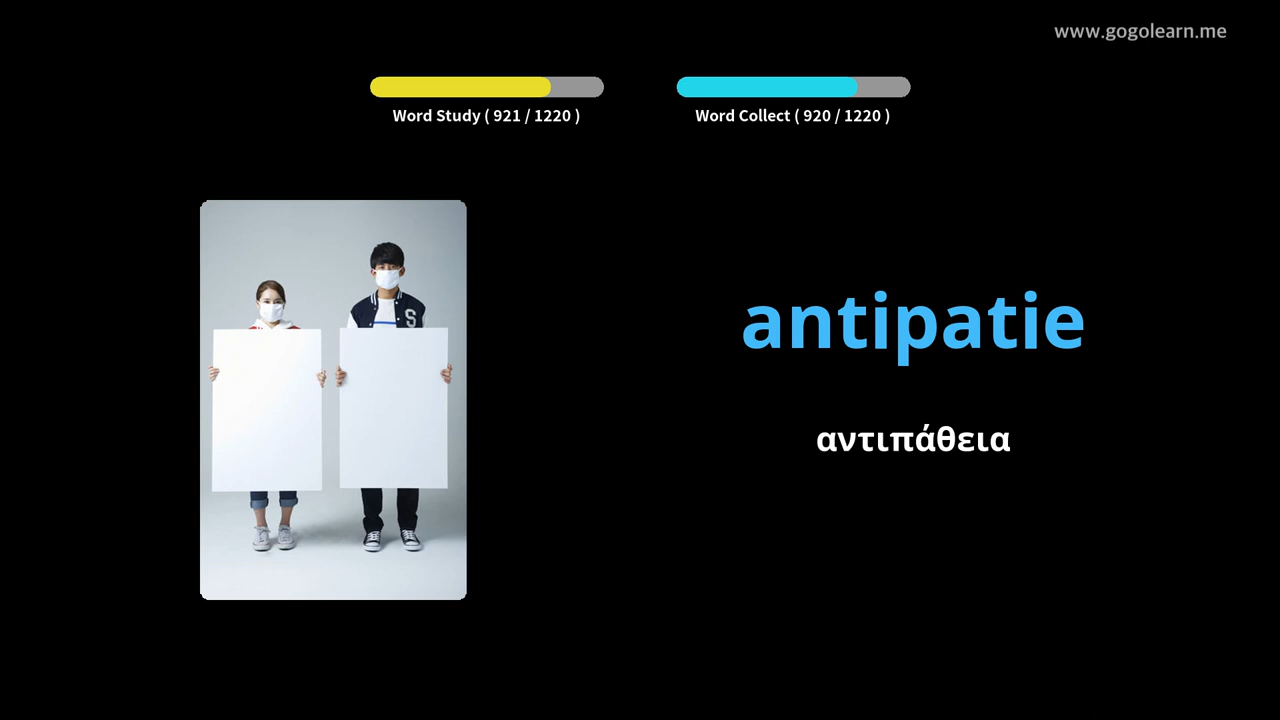 www.gogolearn.me
Word Study ( 921 / 1220 )
Word Collect ( 920 / 1220 )
S
antipatie
αντιπάθεια